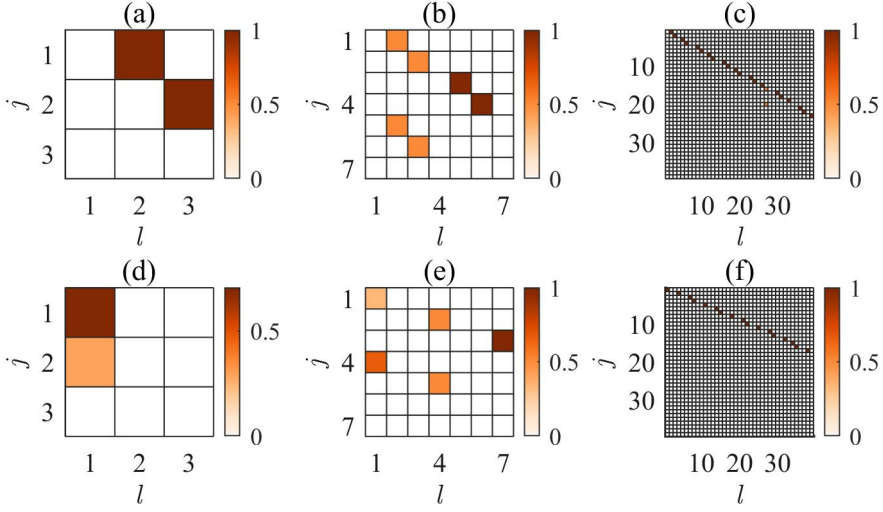 (a) (b) (c)
1 1 1 1 1
10
j 2 0.5 j 4 0.5 j 20 0.5
30
3 0 7 0 0
1 2 3 1 4 7 10 20 30
l l l
(d) (e) (f)
1 1 1 1
0.5 10
j 2 j 4 0.5 j 20 0.5
30
3 0 7 0 0
1 2 3 1 4 7 10 20 30
l l l